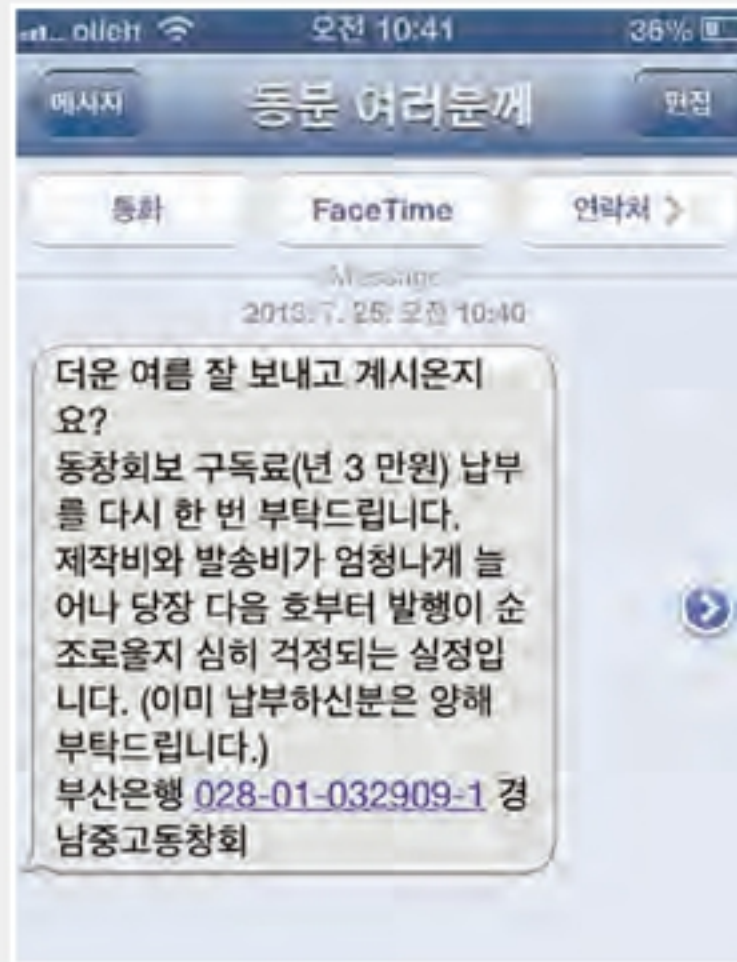 오전 10:41 36%
메시지 동문 여러분께 편집
통화 FaceTime 연락처
Message
2013. 7. 25. 오전 10:40
더운 여름 잘 보내고 계시온지
요?
동창회보 구독료(년 3 만원) 납부
를 다시 한 번 부탁드립니다.
제작비와 발송비가 엄청나게 늘
어나 당장 다음 호부터 발행이 순
조로울지 심히 걱정되는 실정입
니다. (이미 납부하신분은 양해
부탁드립니다.)
부산은행 028-01-032909-1 경
남중고동창회